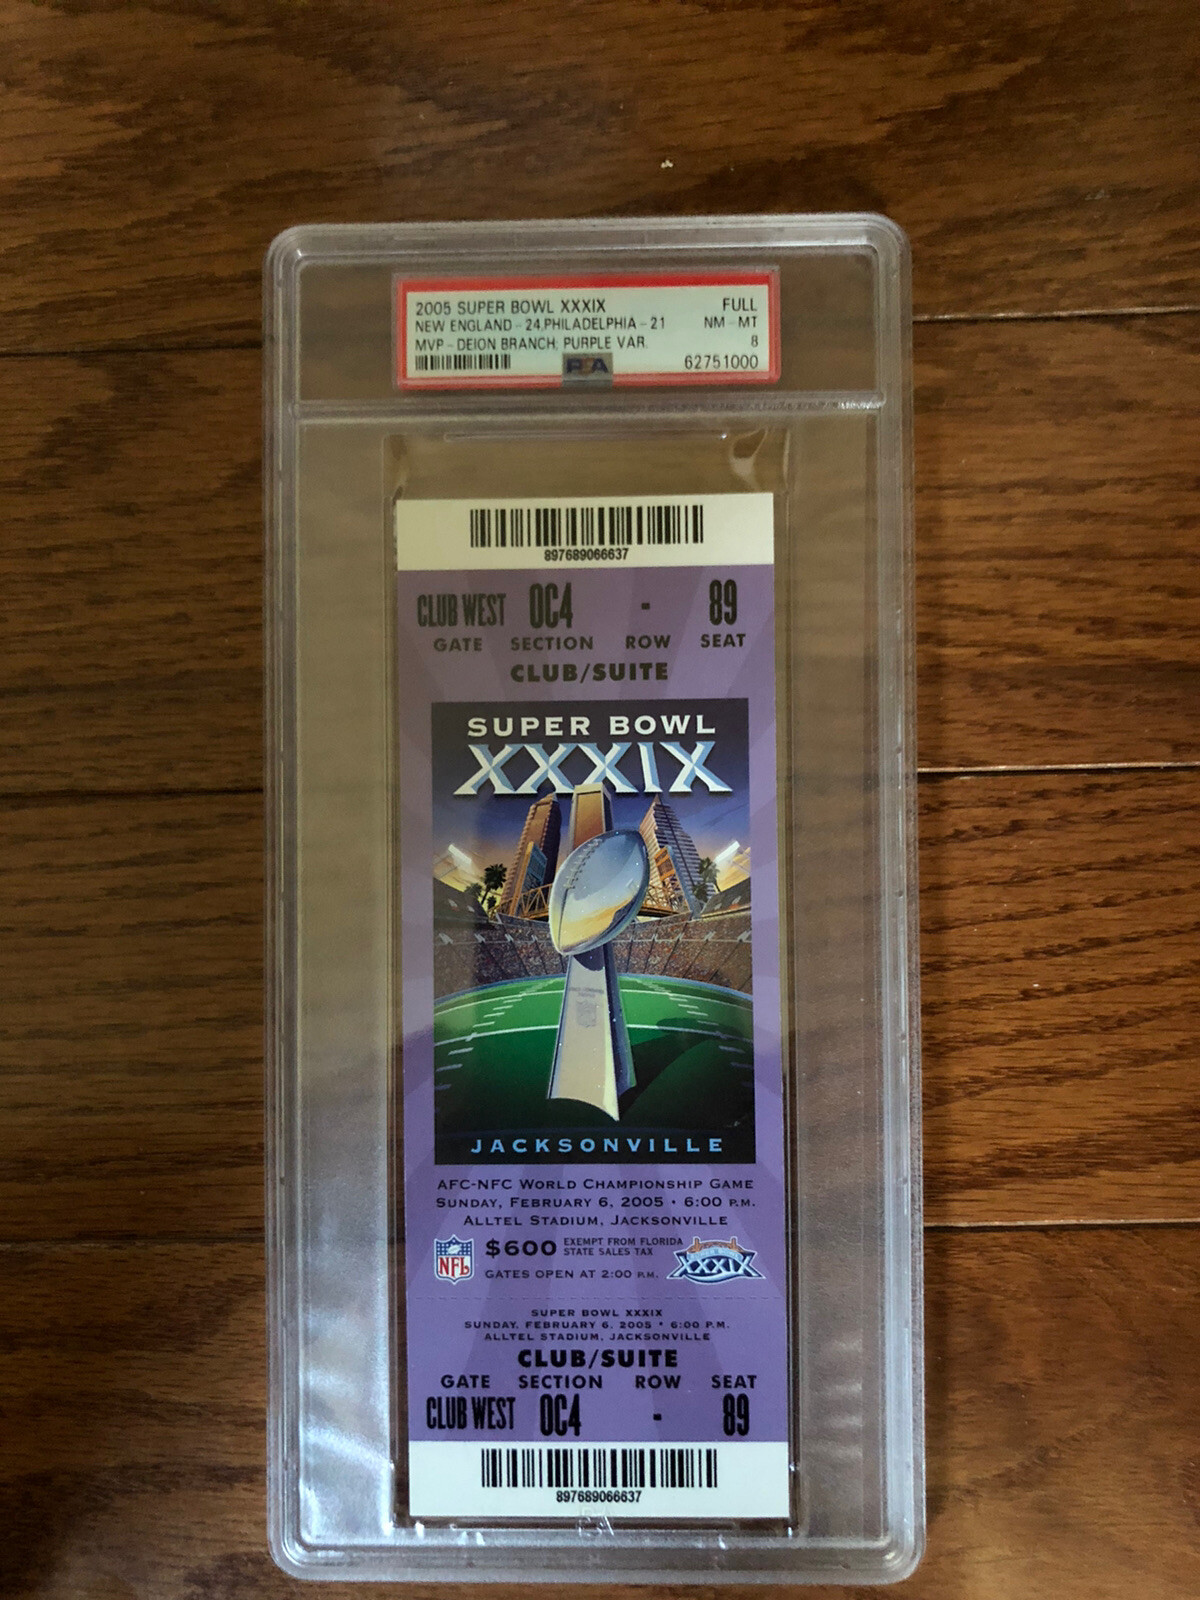 2005 SUPER BOWL XXXIX FULL
NEW ENGLAND - 24, PHILADELPHIA - 21 NM - MT
MVP - DEION BRANCH; PURPLE VAR. 8
PSA 62751000
897689066637
CLUB WEST OC4 - 89
GATE SECTION ROW SEAT
CLUB/SUITE
SUPER BOWL
XXXIX
JACKSONVILLE
AFC-NFC WORLD CHAMPIONSHIP GAME
SUNDAY, FEBRUARY 6, 2005 • 6:00 P.M.
ALLTEL STADIUM, JACKSONVILLE
NFL $600 EXEMPT FROM FLORIDA
STATE SALES TAX
SUPER BOWL
XXXIX
GATES OPEN AT 2:00 P.M.
SUPER BOWL XXXIX
SUNDAY, FEBRUARY 6, 2005 • 6:00 P.M.
ALLTEL STADIUM, JACKSONVILLE
CLUB/SUITE
GATE SECTION ROW SEAT
CLUB WEST OC4 - 89
897689066637